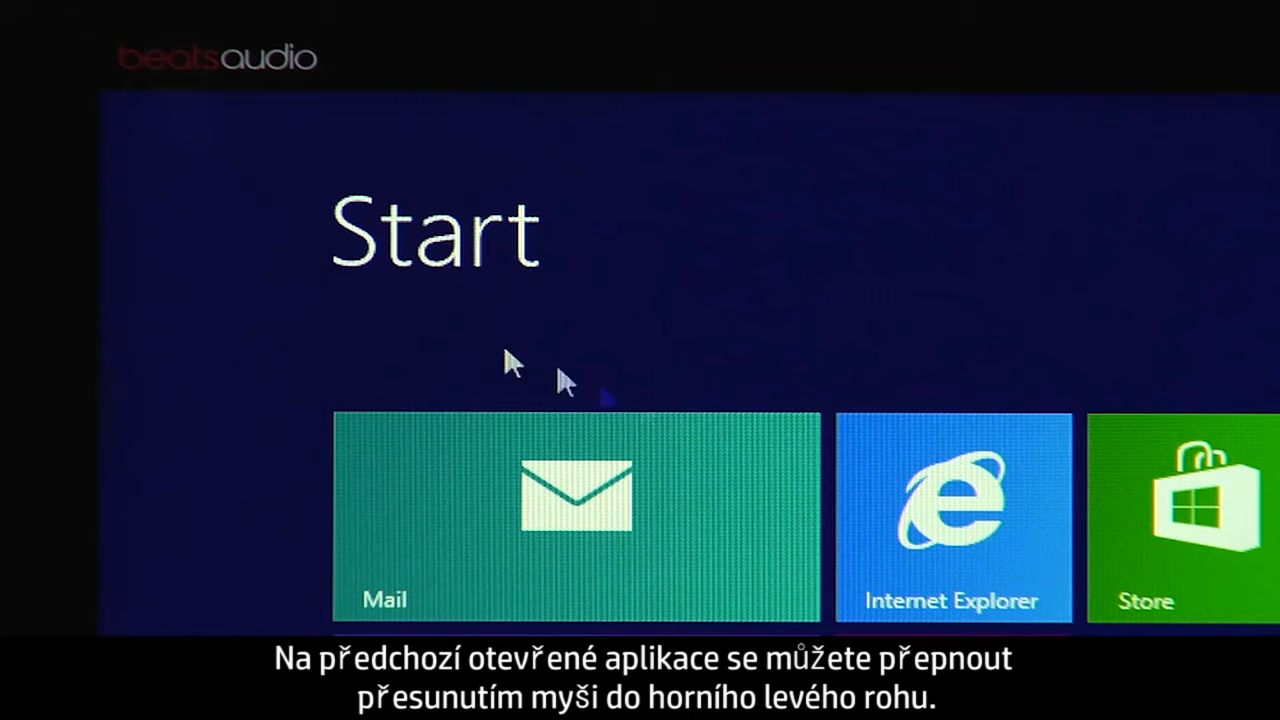 beatsaudio
Start
Mail
Internet Explorer
Store
Na předchozí otevřené aplikace se můžete přepnout
přesunutím myši do horního levého rohu.